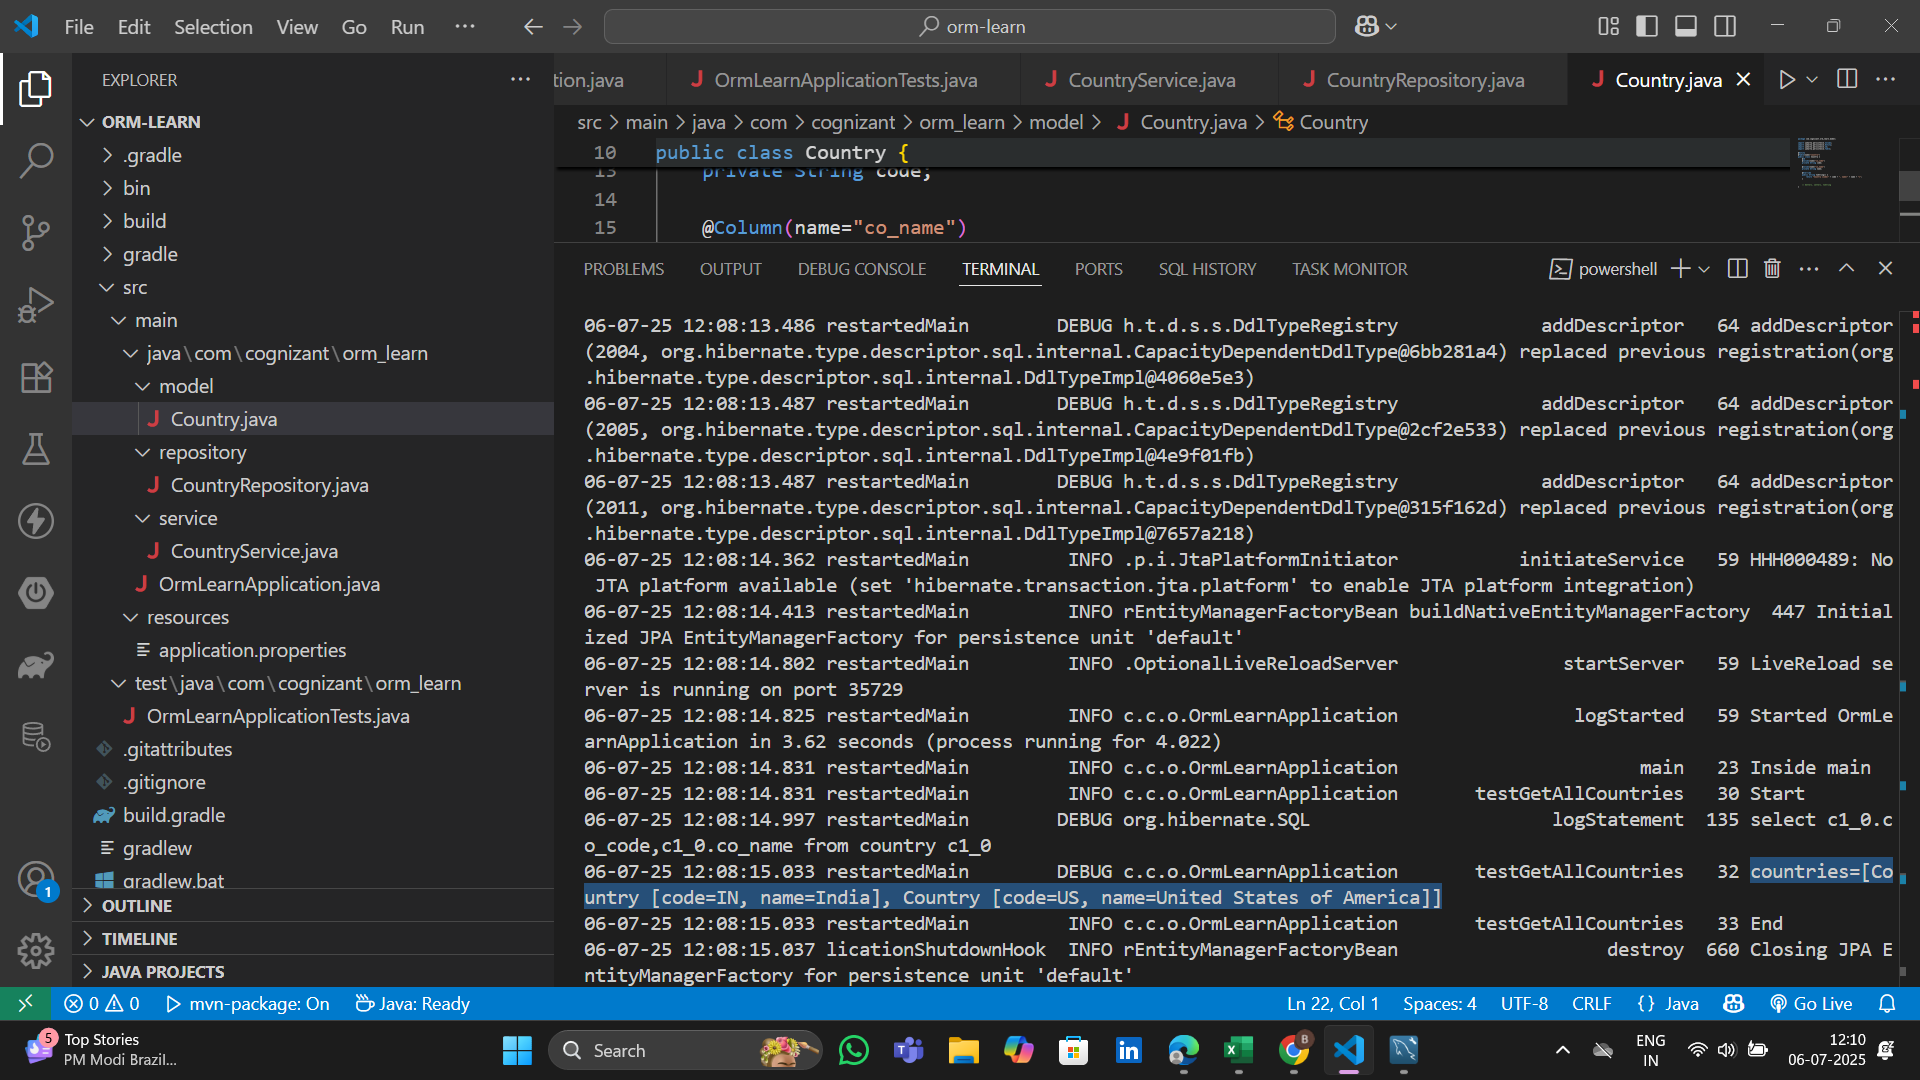 File Edit Selection View Go Run ··· orm-learn
EXPLORER ···
ORM-LEARN
.gradle
bin
build
gradle
src
main
java\com\cognizant\orm_learn
model
Country.java
repository
CountryRepository.java
service
CountryService.java
OrmLearnApplication.java
resources
application.properties
test\java\com\cognizant\orm_learn
OrmLearnApplicationTests.java
.gitattributes
.gitignore
build.gradle
gradlew
gradlew.bat
OUTLINE
TIMELINE
JAVA PROJECTS
tion.java OrmLearnApplicationTests.java CountryService.java CountryRepository.java Country.java
src > main > java > com > cognizant > orm_learn > model > Country.java > Country
10 public class Country {
13 private String code;
14
15 @Column(name="co_name")
PROBLEMS OUTPUT DEBUG CONSOLE TERMINAL PORTS SQL HISTORY TASK MONITOR powershell
06-07-25 12:08:13.486 restartedMain DEBUG h.t.d.s.s.DdlTypeRegistry addDescriptor 64 addDescriptor
(2004, org.hibernate.type.descriptor.sql.internal.CapacityDependentDdlType@6bb281a4) replaced previous registration(org
.hibernate.type.descriptor.sql.internal.DdlTypeImpl@4060e5e3)
06-07-25 12:08:13.487 restartedMain DEBUG h.t.d.s.s.DdlTypeRegistry addDescriptor 64 addDescriptor
(2005, org.hibernate.type.descriptor.sql.internal.CapacityDependentDdlType@2cf2e533) replaced previous registration(org
.hibernate.type.descriptor.sql.internal.DdlTypeImpl@4e9f01fb)
06-07-25 12:08:13.487 restartedMain DEBUG h.t.d.s.s.DdlTypeRegistry addDescriptor 64 addDescriptor
(2011, org.hibernate.type.descriptor.sql.internal.CapacityDependentDdlType@315f162d) replaced previous registration(org
.hibernate.type.descriptor.sql.internal.DdlTypeImpl@7657a218)
06-07-25 12:08:14.362 restartedMain INFO .p.i.JtaPlatformInitiator initiateService 59 HHH000489: No
JTA platform available (set 'hibernate.transaction.jta.platform' to enable JTA platform integration)
06-07-25 12:08:14.413 restartedMain INFO rEntityManagerFactoryBean buildNativeEntityManagerFactory 447 Initial
ized JPA EntityManagerFactory for persistence unit 'default'
06-07-25 12:08:14.802 restartedMain INFO .OptionalLiveReloadServer startServer 59 LiveReload se
rver is running on port 35729
06-07-25 12:08:14.825 restartedMain INFO c.c.o.OrmLearnApplication logStarted 59 Started OrmLe
arnApplication in 3.62 seconds (process running for 4.022)
06-07-25 12:08:14.831 restartedMain INFO c.c.o.OrmLearnApplication main 23 Inside main
06-07-25 12:08:14.831 restartedMain INFO c.c.o.OrmLearnApplication testGetAllCountries 30 Start
06-07-25 12:08:14.997 restartedMain DEBUG org.hibernate.SQL logStatement 135 select c1_0.c
o_code,c1_0.co_name from country c1_0
06-07-25 12:08:15.033 restartedMain DEBUG c.c.o.OrmLearnApplication testGetAllCountries 32 countries=[Co
untry [code=IN, name=India], Country [code=US, name=United States of America]]
06-07-25 12:08:15.033 restartedMain INFO c.c.o.OrmLearnApplication testGetAllCountries 33 End
06-07-25 12:08:15.037 licationShutdownHook INFO rEntityManagerFactoryBean destroy 660 Closing JPA E
ntityManagerFactory for persistence unit 'default'
1
0 0 mvn-package: On Java: Ready Ln 22, Col 1 Spaces: 4 UTF-8 CRLF {} Java Go Live
5 Top Stories
PM Modi Brazil...
Search
ENG
IN
12:10
06-07-2025